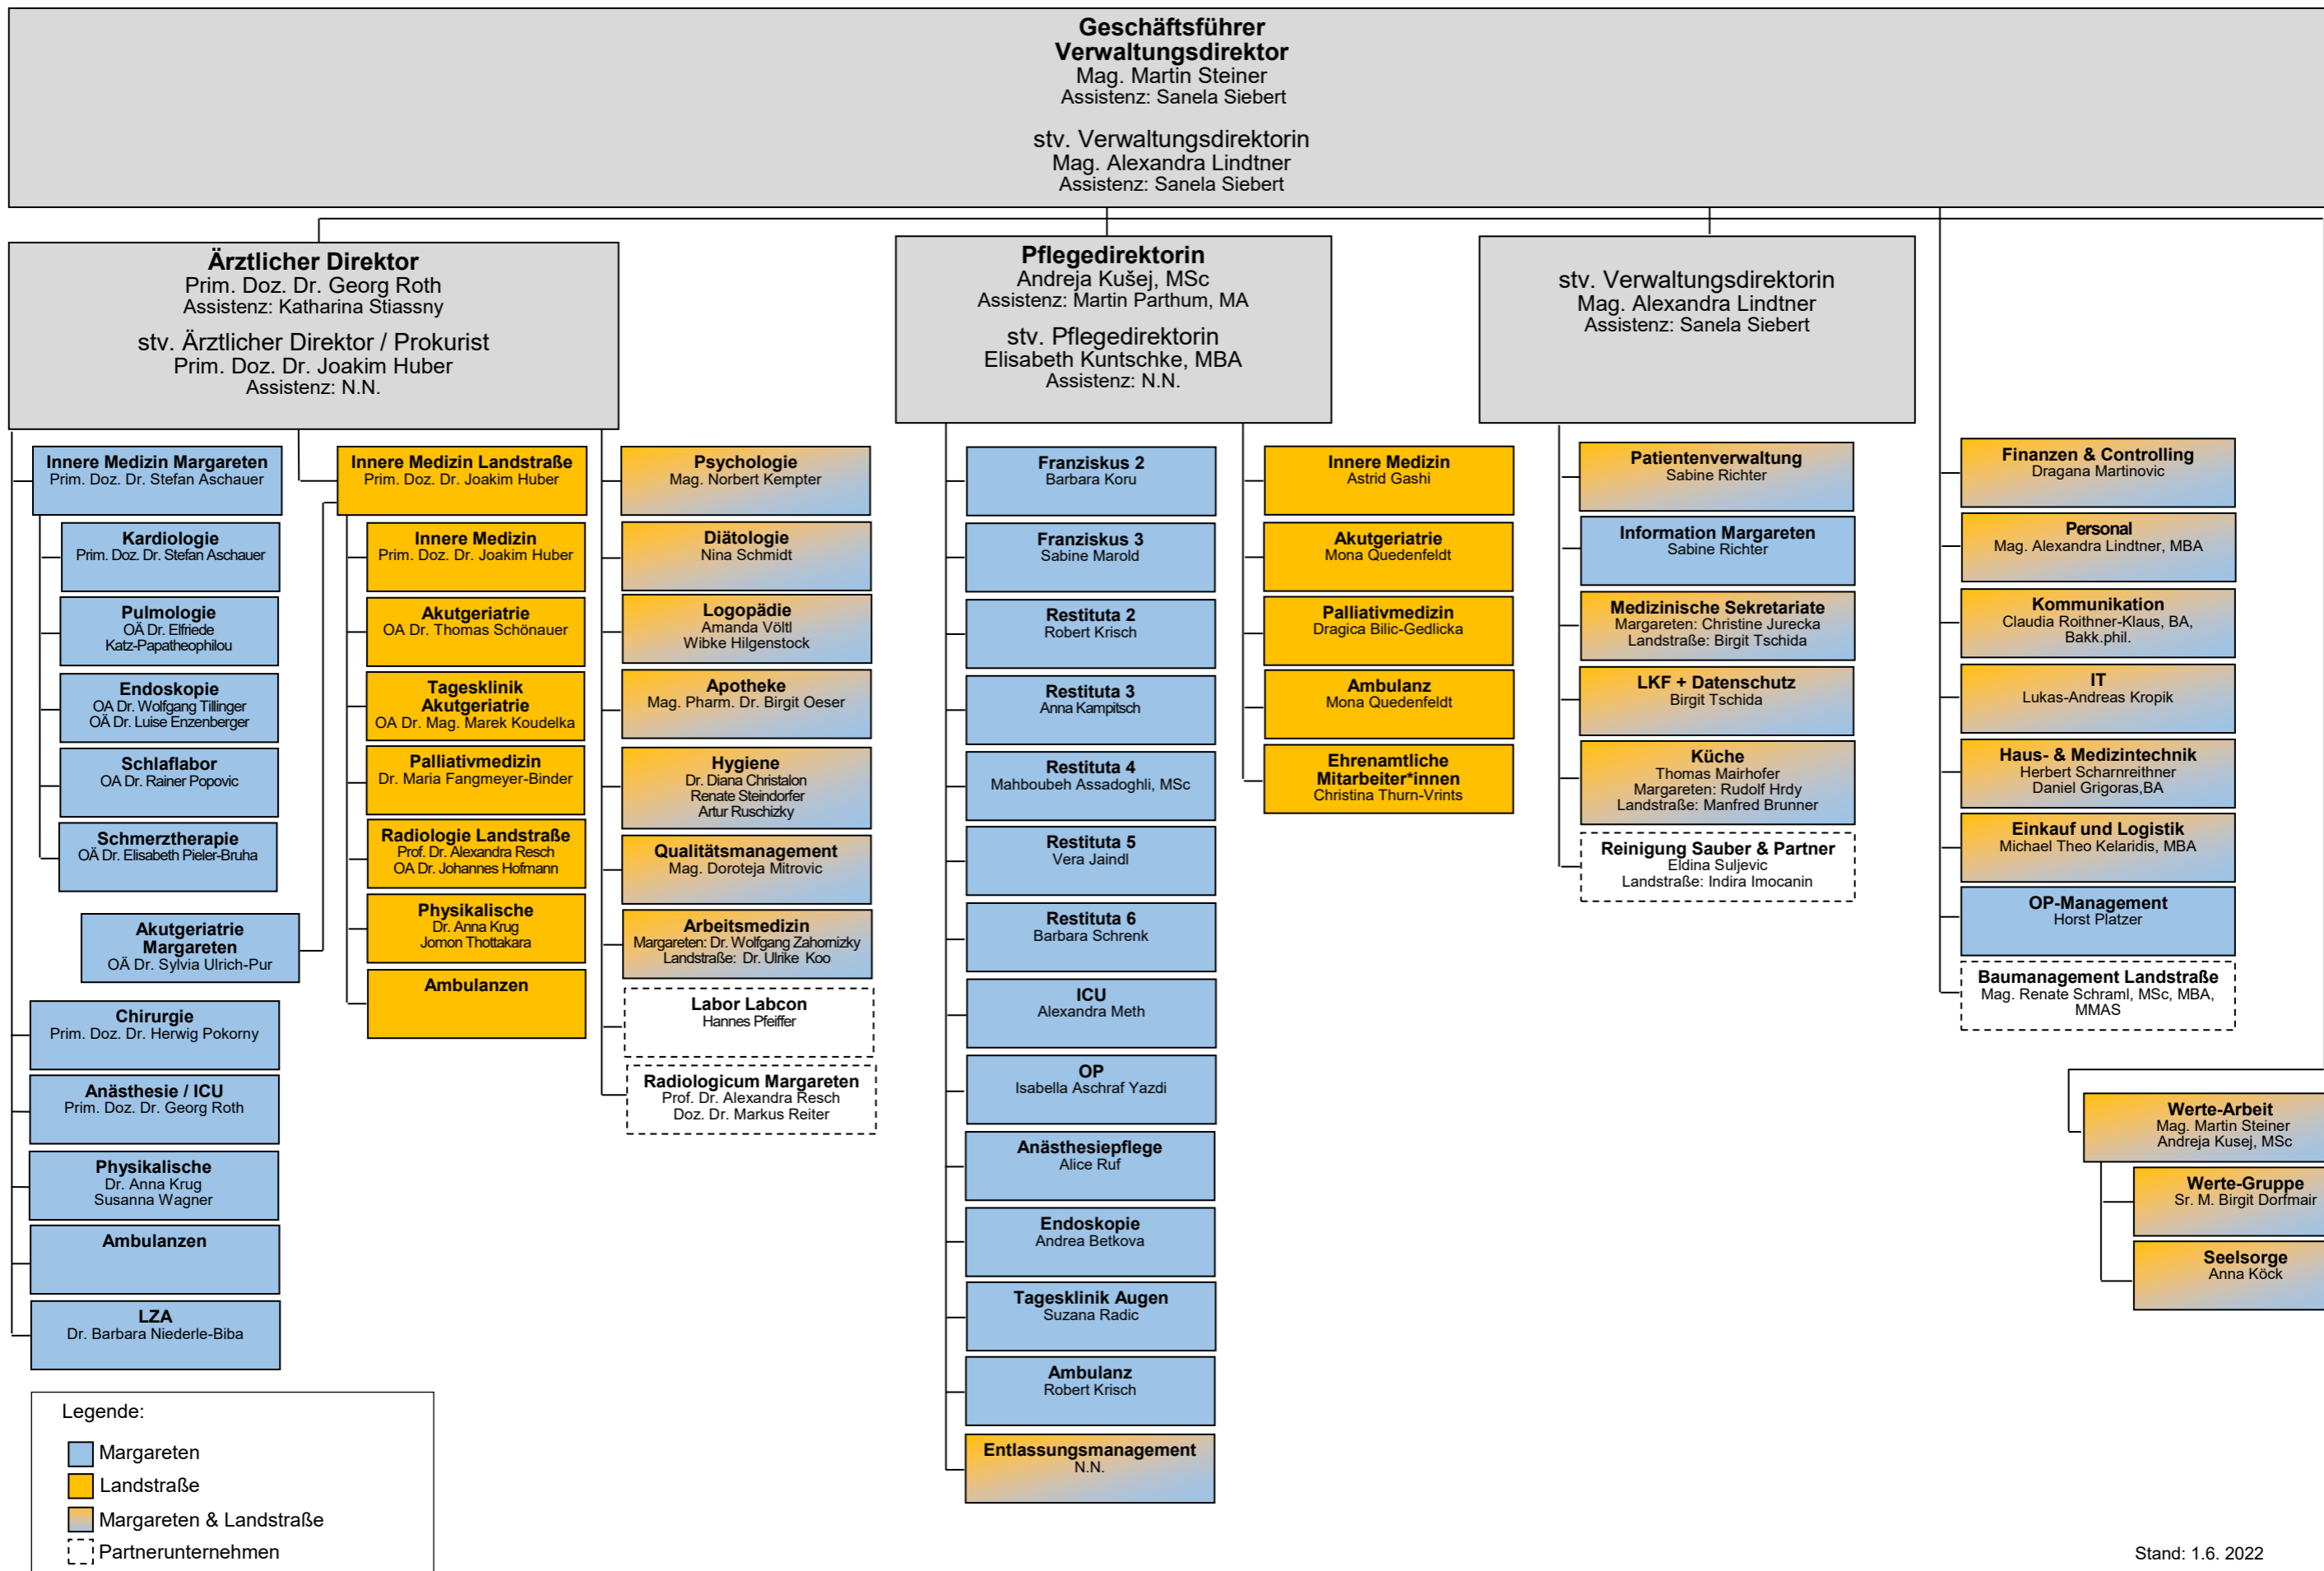 Geschäftsführer
Verwaltungsdirektor
Mag. Martin Steiner
Assistenz: Sanela Siebert
stv. Verwaltungsdirektorin
Mag. Alexandra Lindtner
Assistenz: Sanela Siebert
Ärztlicher Direktor
Prim. Doz. Dr. Georg Roth
Assistenz: Katharina Stiassny
stv. Ärztlicher Direktor / Prokurist
Prim. Doz. Dr. Joakim Huber
Assistenz: N.N.
Pflegedirektorin
Andreja Kušej, MSc
Assistenz: Martin Parthum, MA
stv. Pflegedirektorin
Elisabeth Kuntschke, MBA
Assistenz: N.N.
stv. Verwaltungsdirektorin
Mag. Alexandra Lindtner
Assistenz: Sanela Siebert
Innere Medizin Margareten
Prim. Doz. Dr. Stefan Aschauer
Kardiologie
Prim. Doz. Dr. Stefan Aschauer
Pulmologie
OÄ Dr. Elfriede
Katz-Papatheophilou
Endoskopie
OA Dr. Wolfgang Tillinger
OÄ Dr. Luise Enzenberger
Schlaflabor
OA Dr. Rainer Popovic
Schmerztherapie
OÄ Dr. Elisabeth Pieler-Bruha
Akutgeriatrie
Margareten
OÄ Dr. Sylvia Ulrich-Pur
Chirurgie
Prim. Doz. Dr. Herwig Pokorny
Anästhesie / ICU
Prim. Doz. Dr. Georg Roth
Physikalische
Dr. Anna Krug
Susanna Wagner
Ambulanzen
LZA
Dr. Barbara Niederle-Biba
Innere Medizin Landstraße
Prim. Doz. Dr. Joakim Huber
Innere Medizin
Prim. Doz. Dr. Joakim Huber
Akutgeriatrie
OA Dr. Thomas Schönauer
Tagesklinik
Akutgeriatrie
OA Dr. Mag. Marek Koudelka
Palliativmedizin
Dr. Maria Fangmeyer-Binder
Radiologie Landstraße
Prof. Dr. Alexandra Resch
OA Dr. Johannes Hofmann
Physikalische
Dr. Anna Krug
Jomon Thottakara
Ambulanzen
Psychologie
Mag. Norbert Kempter
Diätologie
Nina Schmidt
Logopädie
Amanda Völtl
Wibke Hilgenstock
Apotheke
Mag. Pharm. Dr. Birgit Oeser
Hygiene
Dr. Diana Christalon
Renate Steindorfer
Artur Ruschizky
Qualitätsmanagement
Mag. Doroteja Mitrovic
Arbeitsmedizin
Margareten: Dr. Wolfgang Zahornizky
Landstraße: Dr. Ulrike Koo
Labor Labcon
Hannes Pfeiffer
Radiologicum Margareten
Prof. Dr. Alexandra Resch
Doz. Dr. Markus Reiter
Franziskus 2
Barbara Koru
Franziskus 3
Sabine Marold
Restituta 2
Robert Krisch
Restituta 3
Anna Kampitsch
Restituta 4
Mahboubeh Assadoghli, MSc
Restituta 5
Vera Jaindl
Restituta 6
Barbara Schrenk
ICU
Alexandra Meth
OP
Isabella Aschraf Yazdi
Anästhesiepflege
Alice Ruf
Endoskopie
Andrea Betkova
Tagesklinik Augen
Suzana Radic
Ambulanz
Robert Krisch
Entlassungsmanagement
N.N.
Innere Medizin
Astrid Gashi
Akutgeriatrie
Mona Quedenfeldt
Palliativmedizin
Dragica Bilic-Gedlicka
Ambulanz
Mona Quedenfeldt
Ehrenamtliche
Mitarbeiter*innen
Christina Thurn-Vrints
Patientenverwaltung
Sabine Richter
Information Margareten
Sabine Richter
Medizinische Sekretariate
Margareten: Christine Jurecka
Landstraße: Birgit Tschida
LKF + Datenschutz
Birgit Tschida
Küche
Thomas Mairhofer
Margareten: Rudolf Hrdy
Landstraße: Manfred Brunner
Reinigung Sauber & Partner
Eldina Suljevic
Landstraße: Indira Imocanin
Finanzen & Controlling
Dragana Martinovic
Personal
Mag. Alexandra Lindtner, MBA
Kommunikation
Claudia Roithner-Klaus, BA,
Bakk.phil.
IT
Lukas-Andreas Kropik
Haus- & Medizintechnik
Herbert Scharnreithner
Daniel Grigoras,BA
Einkauf und Logistik
Michael Theo Kelaridis, MBA
OP-Management
Horst Platzer
Baumanagement Landstraße
Mag. Renate Schraml, MSc, MBA,
MMAS
Werte-Arbeit
Mag. Martin Steiner
Andreja Kusej, MSc
Werte-Gruppe
Sr. M. Birgit Dorfmair
Seelsorge
Anna Köck
Legende:
Margareten
Landstraße
Margareten & Landstraße
Partnerunternehmen
Stand: 1.6. 2022